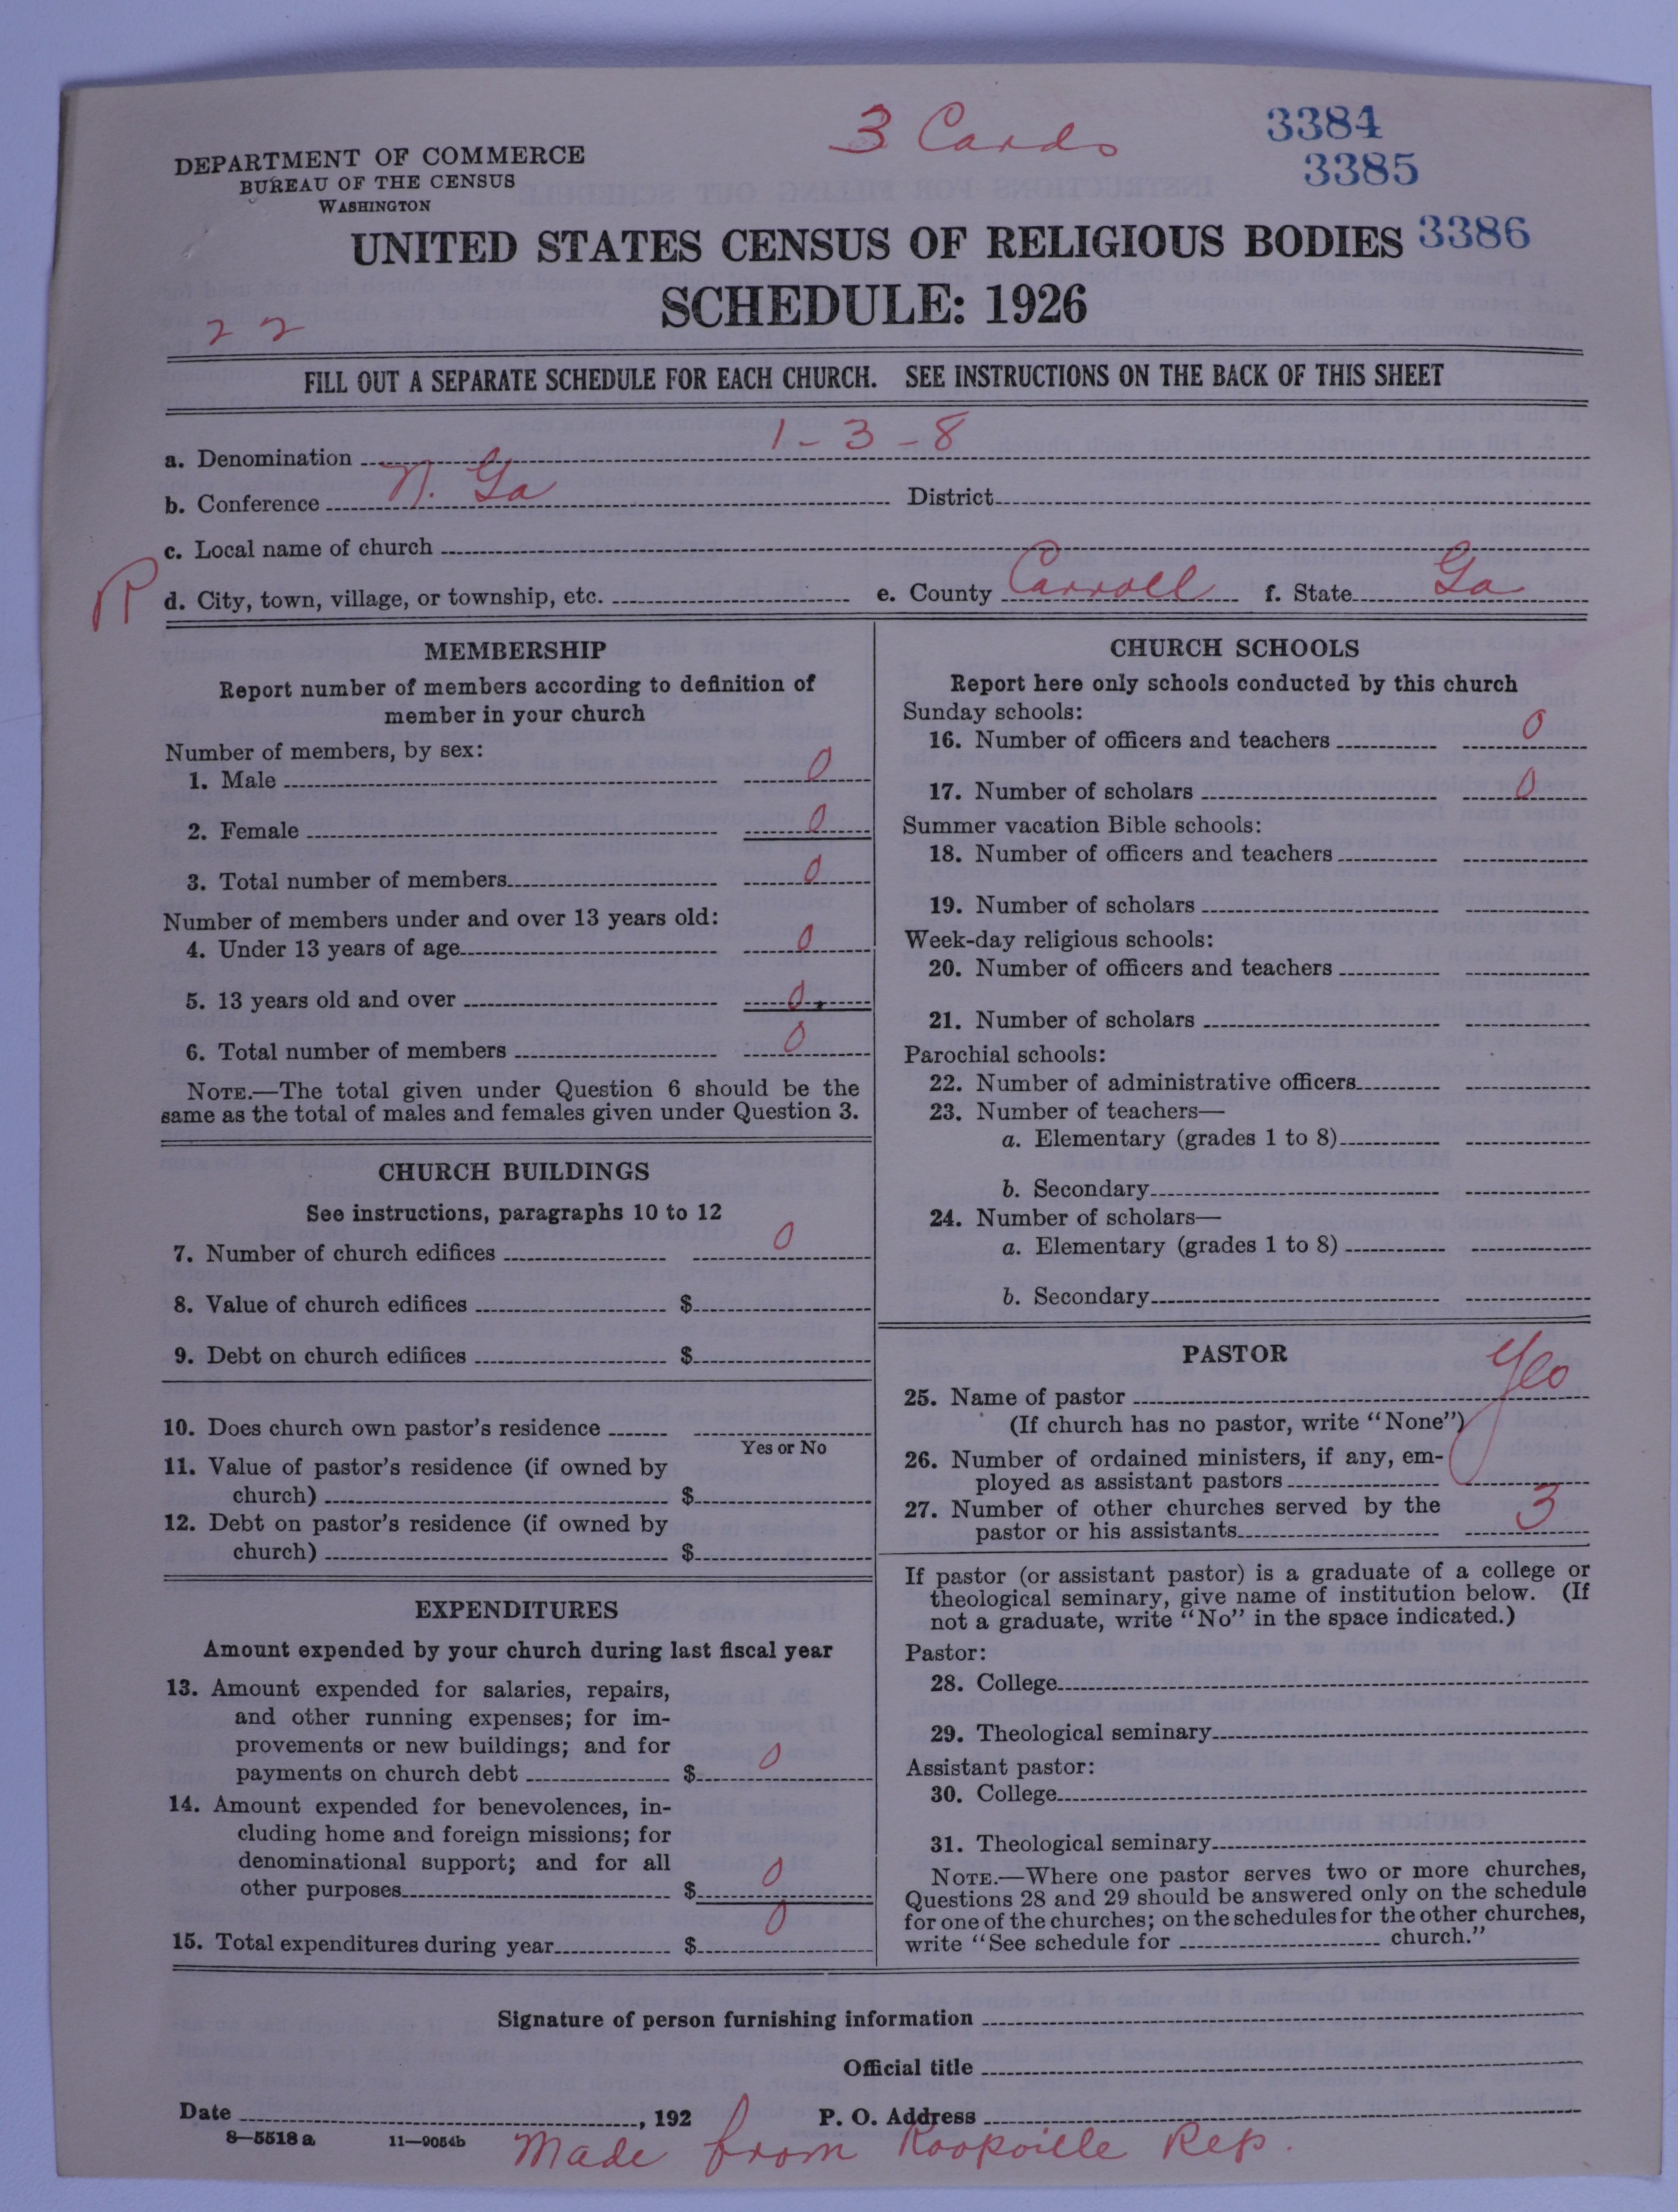 3 Cards
3384
3385
3386
DEPARTMENT OF COMMERCE
BUREAU OF THE CENSUS
WASHINGTON
UNITED STATES CENSUS OF RELIGIOUS BODIES
SCHEDULE: 1926
22
FILL OUT A SEPARATE SCHEDULE FOR EACH CHURCH. SEE INSTRUCTIONS ON THE BACK OF THIS SHEET
a. Denomination 1-3-8
b. Conference N. Ga District
c. Local name of church
R
d. City, town, village, or township, etc. e. County Carroll f. State Ga
MEMBERSHIP
Report number of members according to definition of
member in your church
Number of members, by sex:
1. Male 0
2. Female 0
3. Total number of members 0
Number of members under and over 13 years old:
4. Under 13 years of age 0
5. 13 years old and over 0
6. Total number of members 0
NOTE.—The total given under Question 6 should be the
same as the total of males and females given under Question 3.
CHURCH BUILDINGS
See instructions, paragraphs 10 to 12
7. Number of church edifices 0
8. Value of church edifices $
9. Debt on church edifices $
10. Does church own pastor's residence
Yes or No
11. Value of pastor's residence (if owned by
church) $
12. Debt on pastor's residence (if owned by
church) $
EXPENDITURES
Amount expended by your church during last fiscal year
13. Amount expended for salaries, repairs,
and other running expenses; for im-
provements or new buildings; and for
payments on church debt $ 0
14. Amount expended for benevolences, in-
cluding home and foreign missions; for
denominational support; and for all
other purposes $ 0
15. Total expenditures during year $ 0
CHURCH SCHOOLS
Report here only schools conducted by this church
Sunday schools:
16. Number of officers and teachers 0
17. Number of scholars 0
Summer vacation Bible schools:
18. Number of officers and teachers
19. Number of scholars
Week-day religious schools:
20. Number of officers and teachers
21. Number of scholars
Parochial schools:
22. Number of administrative officers
23. Number of teachers—
a. Elementary (grades 1 to 8)
b. Secondary
24. Number of scholars—
a. Elementary (grades 1 to 8)
b. Secondary
PASTOR
25. Name of pastor Yes
(If church has no pastor, write "None")
26. Number of ordained ministers, if any, em-
ployed as assistant pastors
27. Number of other churches served by the
pastor or his assistants 3
If pastor (or assistant pastor) is a graduate of a college or
theological seminary, give name of institution below. (If
not a graduate, write "No" in the space indicated.)
Pastor:
28. College
29. Theological seminary
Assistant pastor:
30. College
31. Theological seminary
NOTE.—Where one pastor serves two or more churches,
Questions 28 and 29 should be answered only on the schedule
for one of the churches; on the schedules for the other churches,
write "See schedule for church."
Signature of person furnishing information
Official title
Date , 192 P. O. Address
8—5518 a 11—9054b
Made from Roopville Rep.